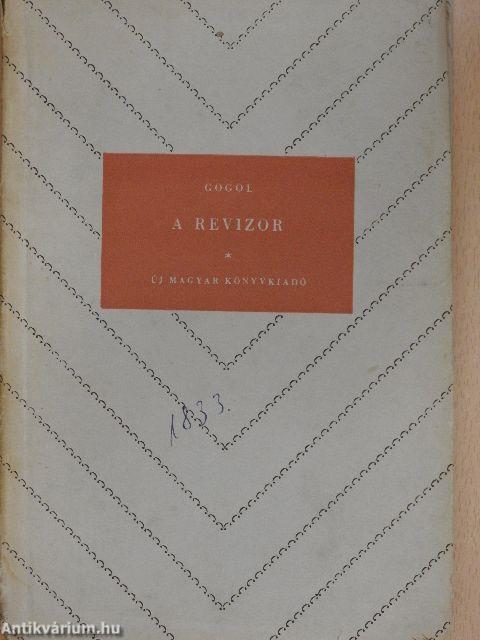 GOGOL
A REVIZOR
*
ÚJ MAGYAR KÖNYVKIADÓ
1833.
Antikvárium.hu